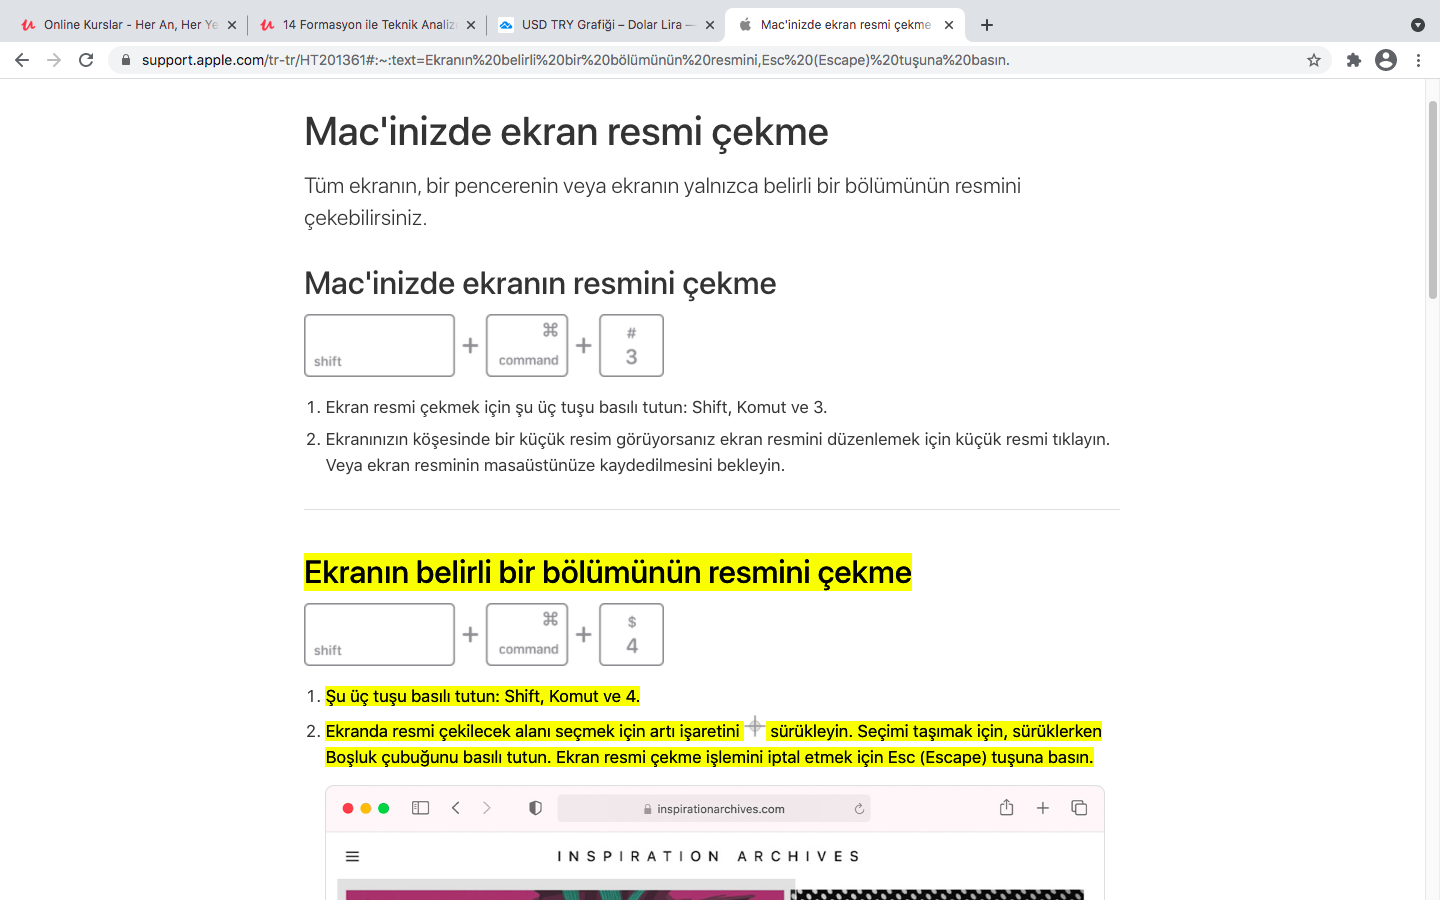 Online Kurslar - Her An, Her Ye
14 Formasyon ile Teknik Analiz
USD TRY Grafiği – Dolar Lira —
Mac'inizde ekran resmi çekme
support.apple.com/tr-tr/HT201361#:~:text=Ekranın%20belirli%20bir%20bölümünün%20resmini,Esc%20(Escape)%20tuşuna%20basın.
Mac'inizde ekran resmi çekme
Tüm ekranın, bir pencerenin veya ekranın yalnızca belirli bir bölümünün resmini
çekebilirsiniz.
Mac'inizde ekranın resmini çekme
shift + ⌘ command + # 3
1. Ekran resmi çekmek için şu üç tuşu basılı tutun: Shift, Komut ve 3.
2. Ekranınızın köşesinde bir küçük resim görüyorsanız ekran resmini düzenlemek için küçük resmi tıklayın.
Veya ekran resminin masaüstünüze kaydedilmesini bekleyin.
Ekranın belirli bir bölümünün resmini çekme
shift + ⌘ command + $ 4
1. Şu üç tuşu basılı tutun: Shift, Komut ve 4.
2. Ekranda resmi çekilecek alanı seçmek için artı işaretini sürükleyin. Seçimi taşımak için, sürüklerken
Boşluk çubuğunu basılı tutun. Ekran resmi çekme işlemini iptal etmek için Esc (Escape) tuşuna basın.
inspirationarchives.com
INSPIRATION ARCHIVES